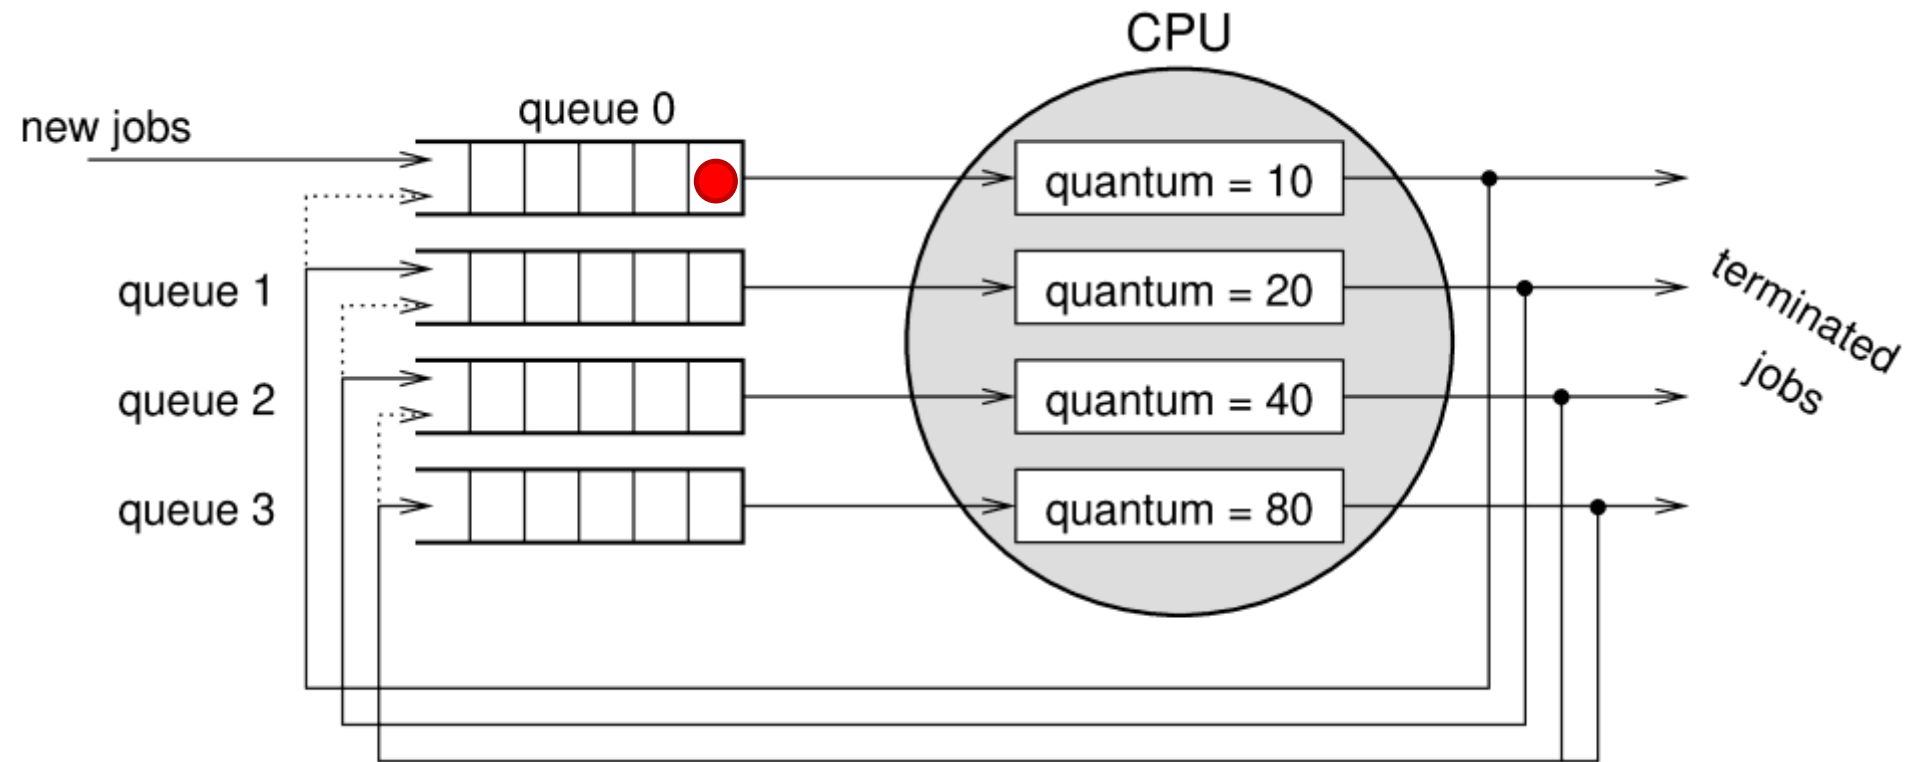 CPU
queue 0
new jobs
quantum = 10
queue 1
quantum = 20
terminated
jobs
queue 2
quantum = 40
queue 3
quantum = 80